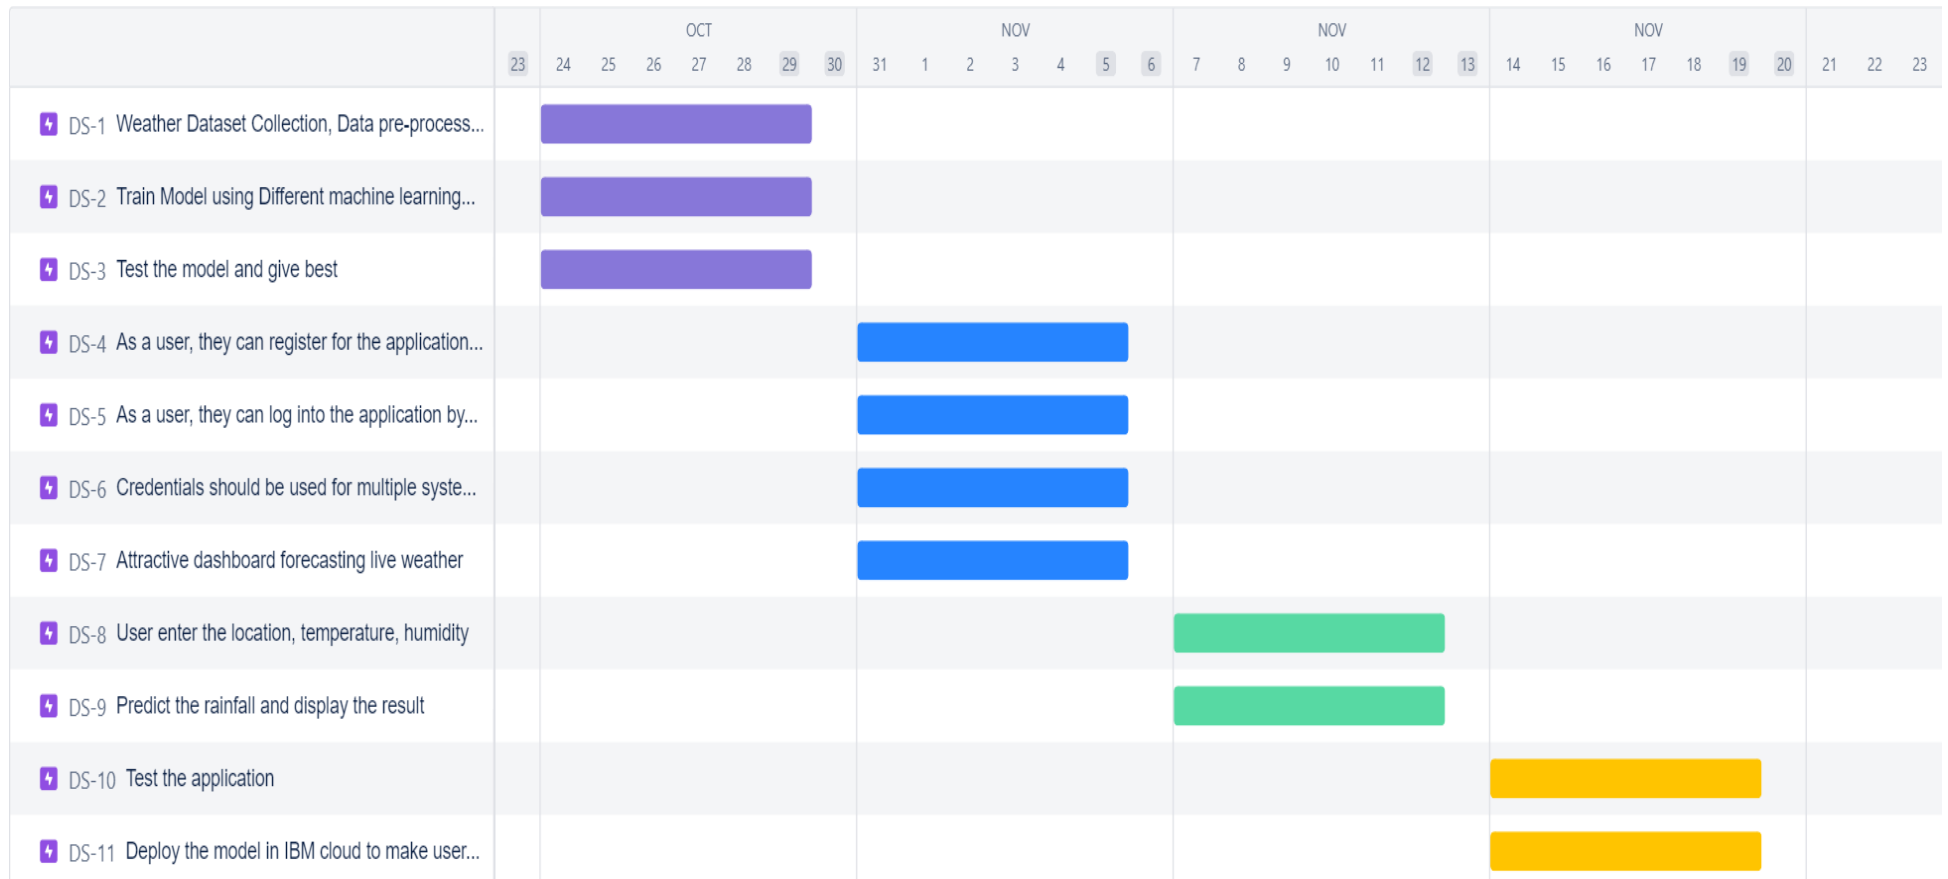 OCT NOV NOV NOV
23 24 25 26 27 28 29 30 31 1 2 3 4 5 6 7 8 9 10 11 12 13 14 15 16 17 18 19 20 21 22 23
DS-1 Weather Dataset Collection, Data pre-process...
DS-2 Train Model using Different machine learning...
DS-3 Test the model and give best
DS-4 As a user, they can register for the application...
DS-5 As a user, they can log into the application by...
DS-6 Credentials should be used for multiple syste...
DS-7 Attractive dashboard forecasting live weather
DS-8 User enter the location, temperature, humidity
DS-9 Predict the rainfall and display the result
DS-10 Test the application
DS-11 Deploy the model in IBM cloud to make user...